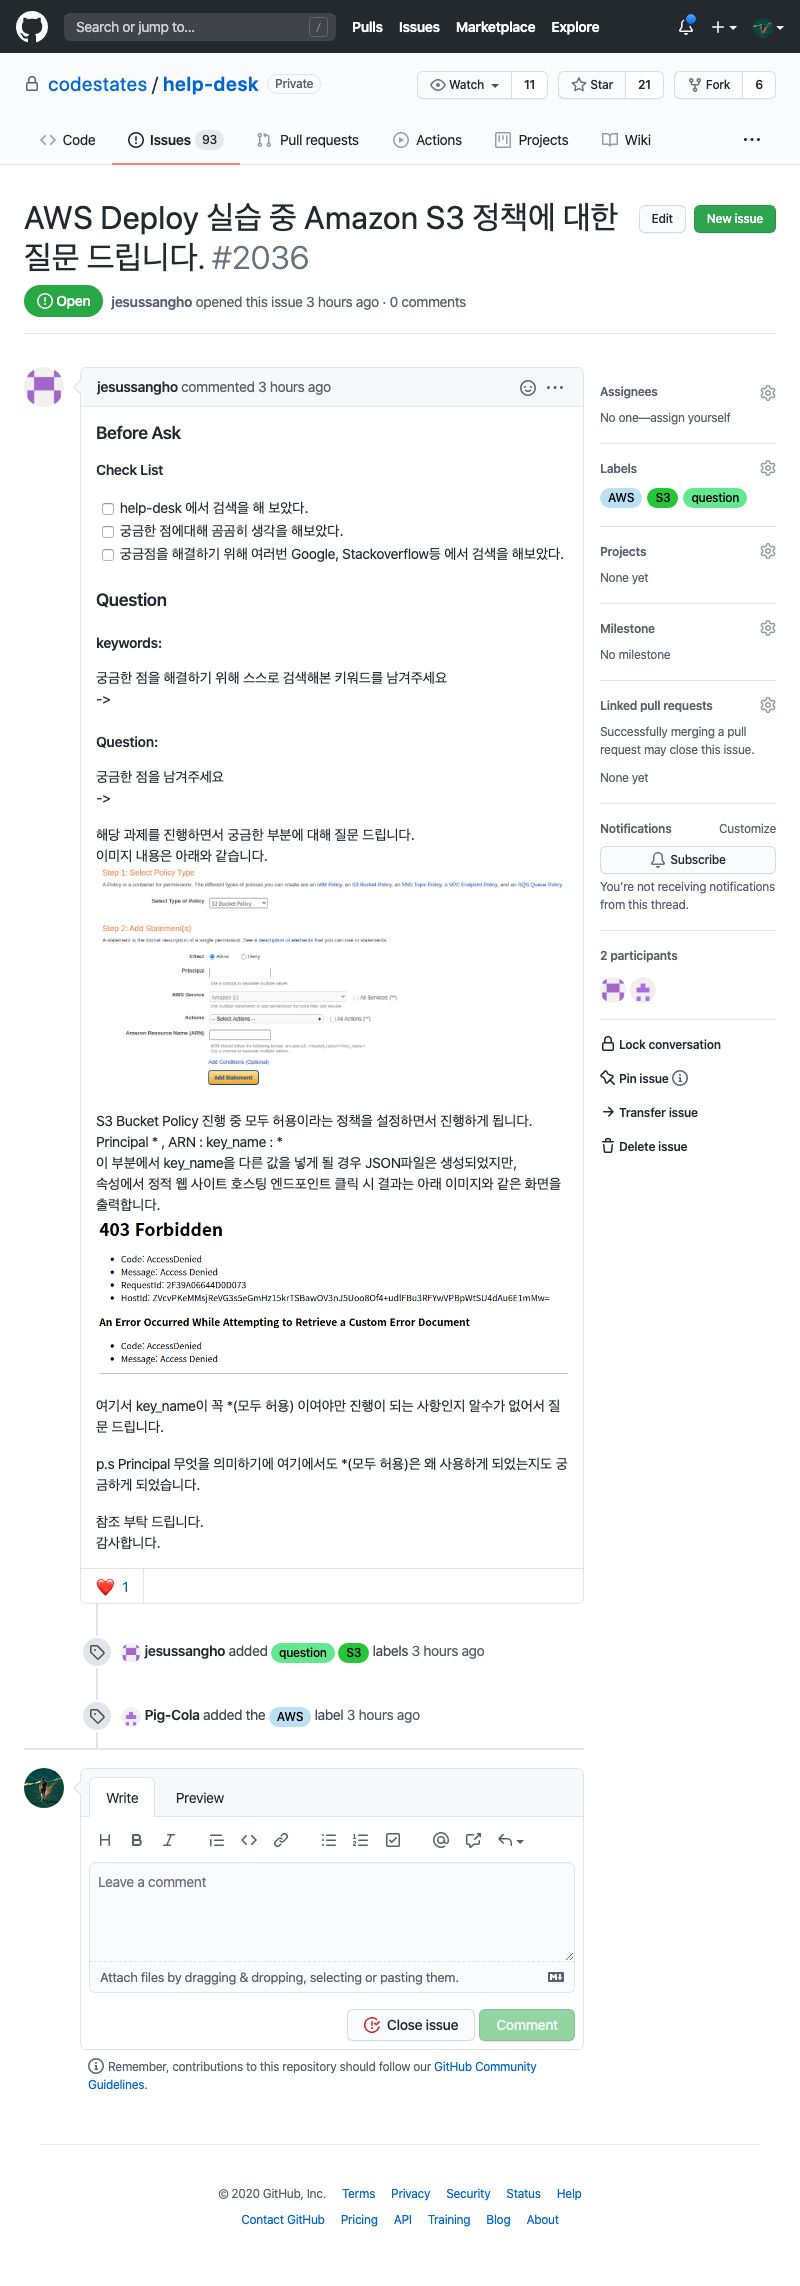 Search or jump to...
/
Pulls
Issues
Marketplace
Explore
codestates / help-desk
Private
Watch
11
Star
21
Fork
6
Code
Issues 93
Pull requests
Actions
Projects
Wiki
AWS Deploy 실습 중 Amazon S3 정책에 대한
질문 드립니다. #2036
Edit
New issue
Open
jesussangho opened this issue 3 hours ago · 0 comments
jesussangho commented 3 hours ago
Before Ask
Check List
help-desk 에서 검색을 해 보았다.
궁금한 점에대해 곰곰히 생각을 해보았다.
궁금점을 해결하기 위해 여러번 Google, Stackoverflow등 에서 검색을 해보았다.
Question
keywords:
궁금한 점을 해결하기 위해 스스로 검색해본 키워드를 남겨주세요
->
Question:
궁금한 점을 남겨주세요
->
해당 과제를 진행하면서 궁금한 부분에 대해 질문 드립니다.
이미지 내용은 아래와 같습니다.
Step 1: Select Policy Type
A Policy is a container for permissions. The different types of policies you can create are an IAM Policy, an S3 Bucket Policy, an SNS Topic Policy, a VPC Endpoint Policy, and an SQS Queue Policy.
Select Type of Policy
S3 Bucket Policy
Step 2: Add Statement(s)
A statement is the formal description of a single permission. See a description of elements that you can use in statements.
Effect
Allow
Deny
Principal
Use a comma to separate multiple values.
AWS Service
Amazon S3
All Services ('*')
Use multiple statements to add permissions for more than one service.
Actions
-- Select Actions --
All Actions ('*')
Amazon Resource Name (ARN)
ARN should follow the following format: arn:aws:s3:::<bucket_name>/<key_name>.
Use a comma to separate multiple values.
Add Conditions (Optional)
Add Statement
S3 Bucket Policy 진행 중 모두 허용이라는 정책을 설정하면서 진행하게 됩니다.
Principal * , ARN : key_name : *
이 부분에서 key_name을 다른 값을 넣게 될 경우 JSON파일은 생성되었지만,
속성에서 정적 웹 사이트 호스팅 엔드포인트 클릭 시 결과는 아래 이미지와 같은 화면을
출력합니다.
403 Forbidden
Code: AccessDenied
Message: Access Denied
RequestId: 2F39A06644D0D073
HostId: ZVcvPKeMMsjReVG3s5eGmHz15krTSBawOV3nJ5Uoo8Of4+udlFBu3RFYwVPBpWtSU4dAu6E1mMw=
An Error Occurred While Attempting to Retrieve a Custom Error Document
Code: AccessDenied
Message: Access Denied
여기서 key_name이 꼭 *(모두 허용) 이여야만 진행이 되는 사항인지 알수가 없어서 질
문 드립니다.
p.s Principal 무엇을 의미하기에 여기에서도 *(모두 허용)은 왜 사용하게 되었는지도 궁
금하게 되었습니다.
참조 부탁 드립니다.
감사합니다.
1
jesussangho added question S3 labels 3 hours ago
Pig-Cola added the AWS label 3 hours ago
Write
Preview
Leave a comment
Attach files by dragging & dropping, selecting or pasting them.
Close issue
Comment
Remember, contributions to this repository should follow our GitHub Community
Guidelines.
Assignees
No one—assign yourself
Labels
AWS
S3
question
Projects
None yet
Milestone
No milestone
Linked pull requests
Successfully merging a pull
request may close this issue.
None yet
Notifications
Customize
Subscribe
You're not receiving notifications
from this thread.
2 participants
Lock conversation
Pin issue
Transfer issue
Delete issue
© 2020 GitHub, Inc.
Terms
Privacy
Security
Status
Help
Contact GitHub
Pricing
API
Training
Blog
About